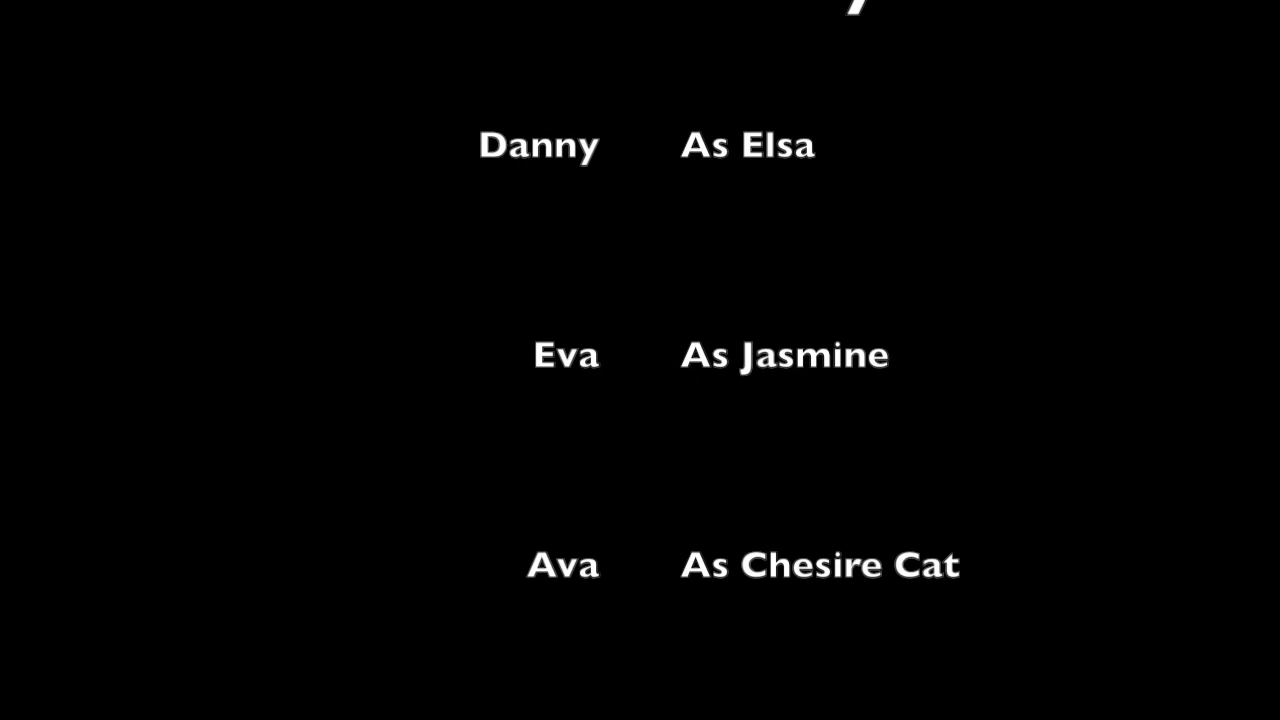 Danny As Elsa
Eva As Jasmine
Ava As Chesire Cat